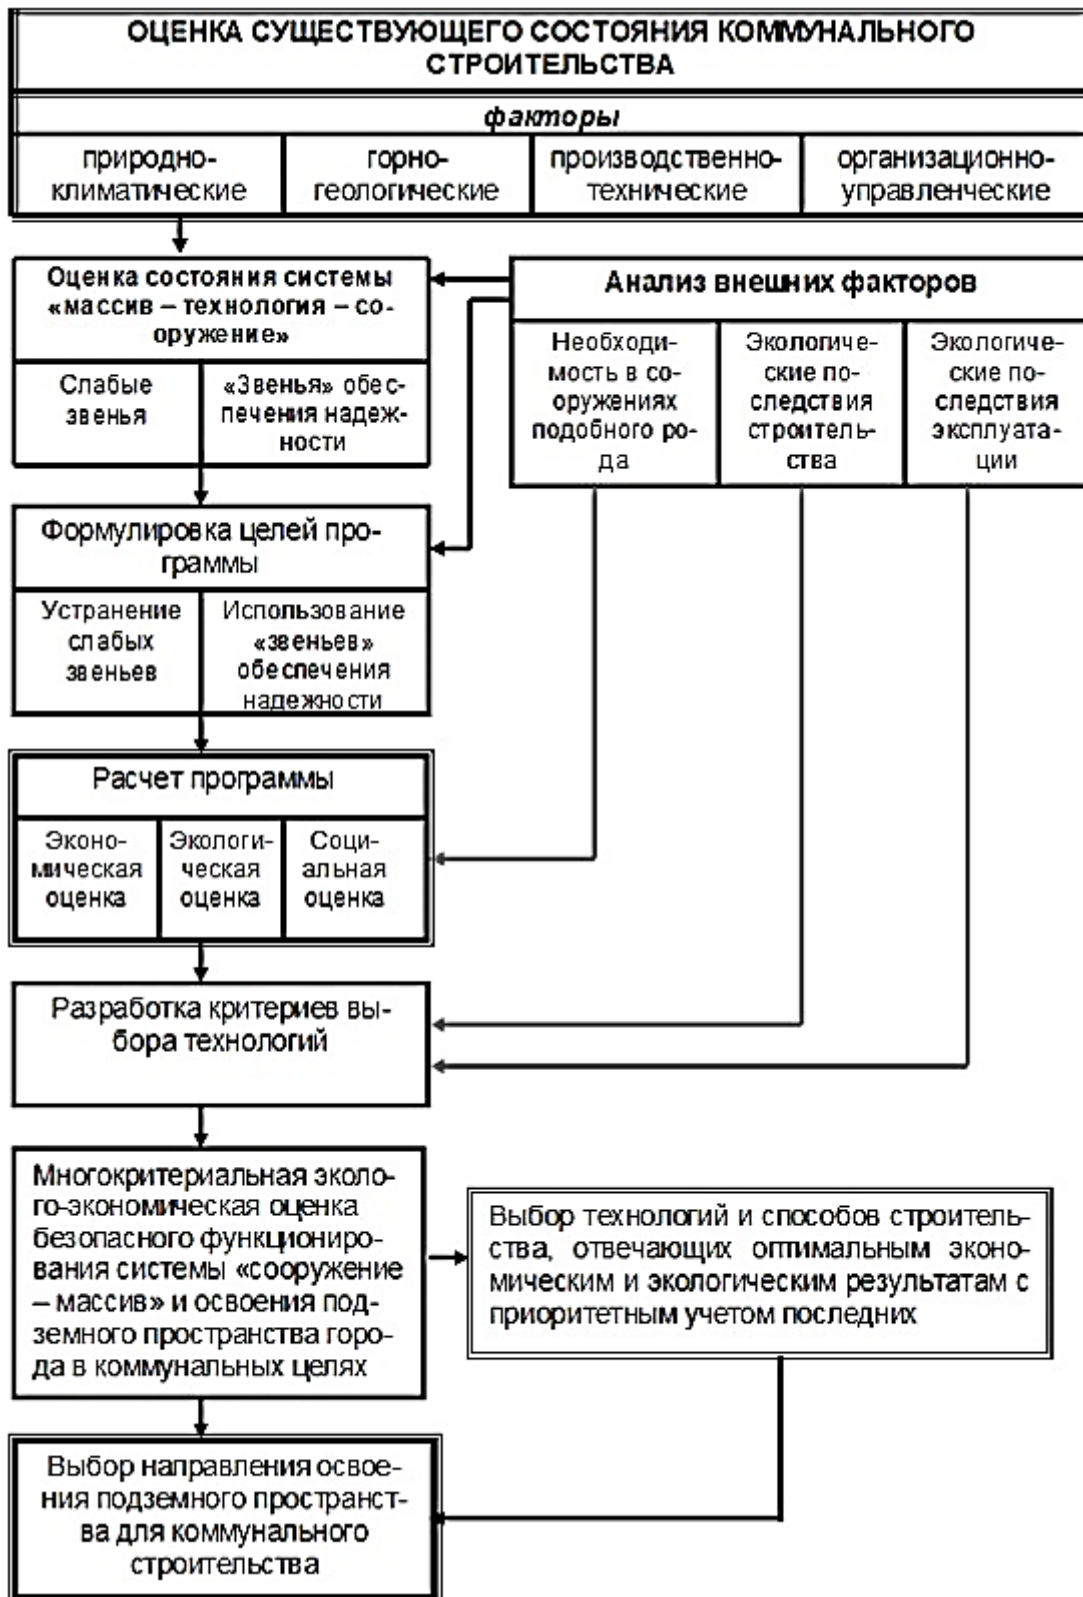 ОЦЕНКА СУЩЕСТВУЮЩЕГО СОСТОЯНИЯ КОММУНАЛЬНОГО
СТРОИТЕЛЬСТВА
факторы
природно-
климатические
горно-
геологические
производственно-
технические
организационно-
управленческие
Оценка состояния системы
«массив – технология – со-
оружение»
Слабые
звенья
«Звенья» обес-
печения надеж-
ности
Анализ внешних факторов
Необходи-
мость в со-
оружениях
подобного ро-
да
Экологиче-
ские по-
следствия
строитель-
ства
Экологиче-
ские по-
следствия
эксплуата-
ции
Формулировка целей про-
граммы
Устранение
слабых
звеньев
Использование
«звеньев»
обеспечения
надежности
Расчет программы
Эконо-
мическая
оценка
Экологи-
ческая
оценка
Соци-
альная
оценка
Разработка критериев вы-
бора технологий
Многокритериальная эколо-
го-экономическая оценка
безопасного функциониро-
вания системы «сооружение
– массив» и освоения под-
земного пространства горо-
да в коммунальных целях
Выбор технологий и способов строитель-
ства, отвечающих оптимальным эконо-
мическим и экологическим результатам с
приоритетным учетом последних
Выбор направления освое-
ния подземного пространст-
ва для коммунального
строительства